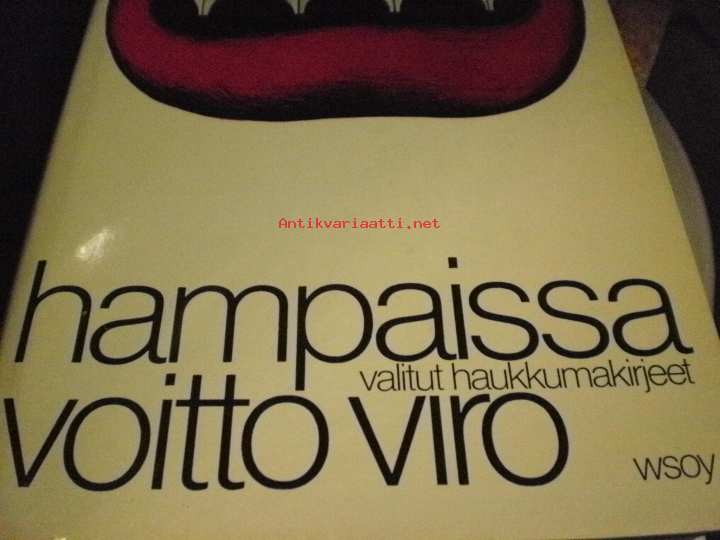 Antikvariaatti.net
hampaissa
valitut haukkumakirjeet
voitto viro
wsoy